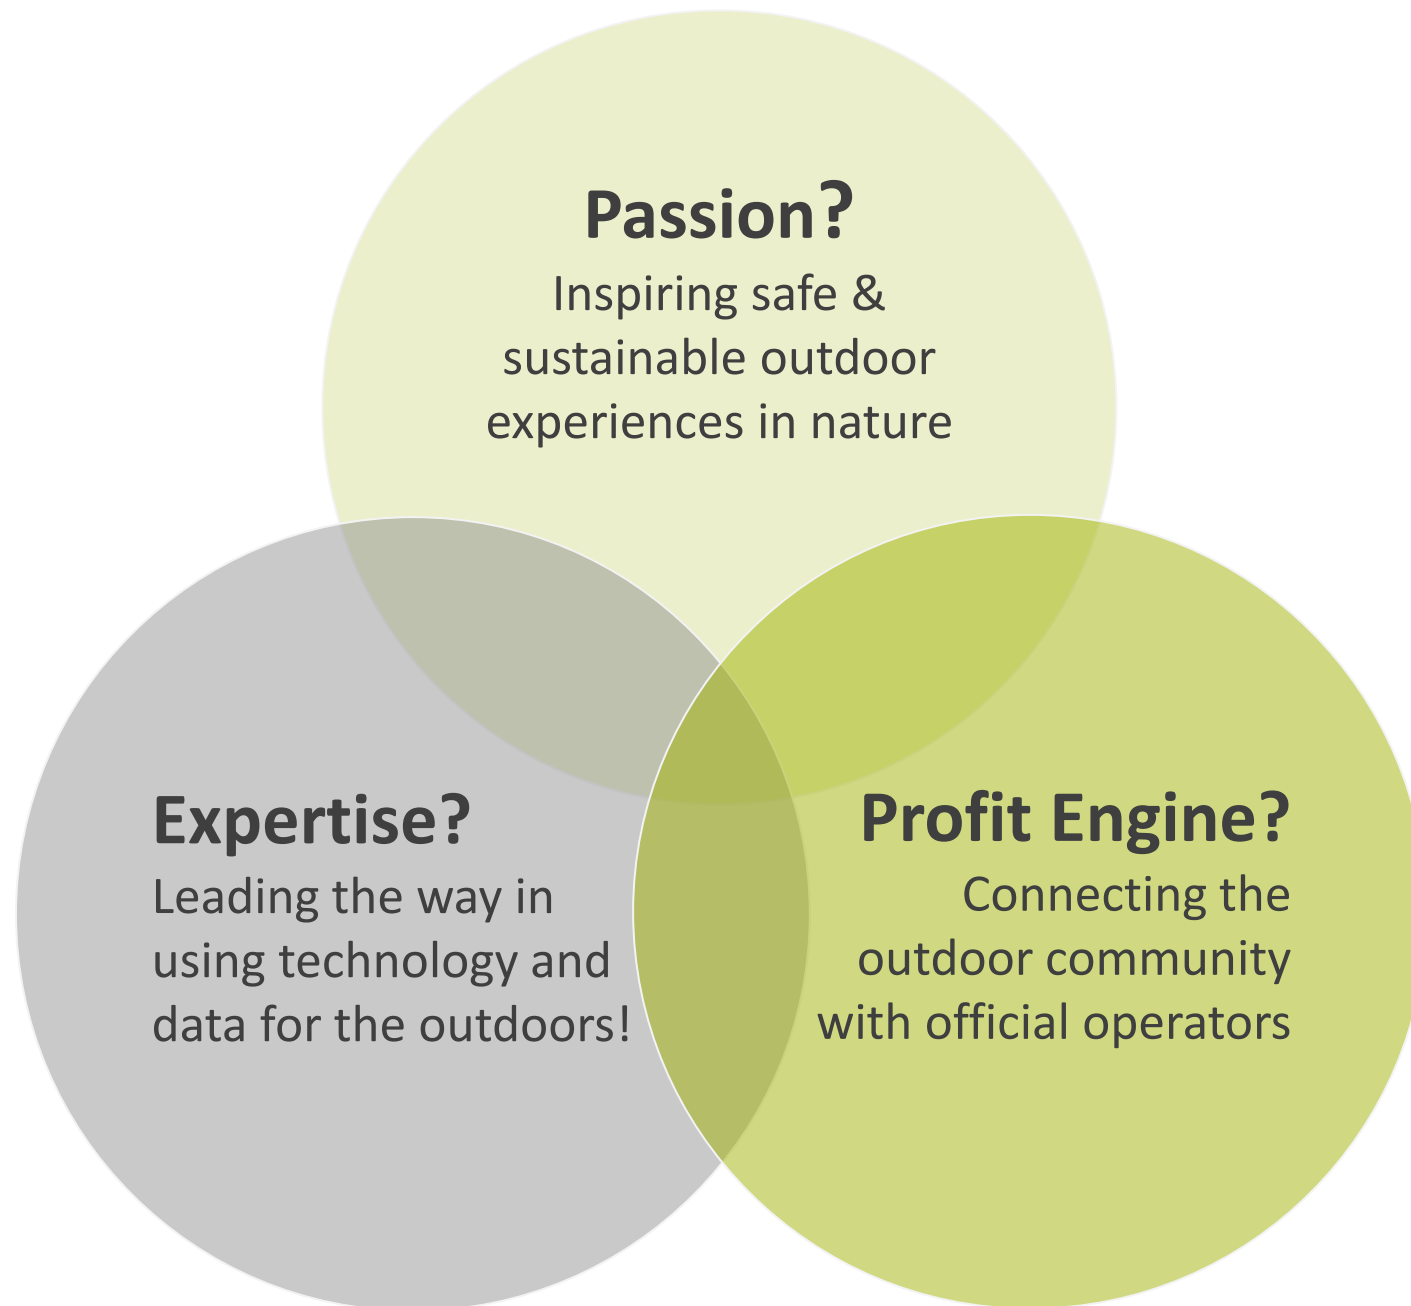 Passion?
Inspiring safe &
sustainable outdoor
experiences in nature
Expertise?
Leading the way in
using technology and
data for the outdoors!
Profit Engine?
Connecting the
outdoor community
with official operators